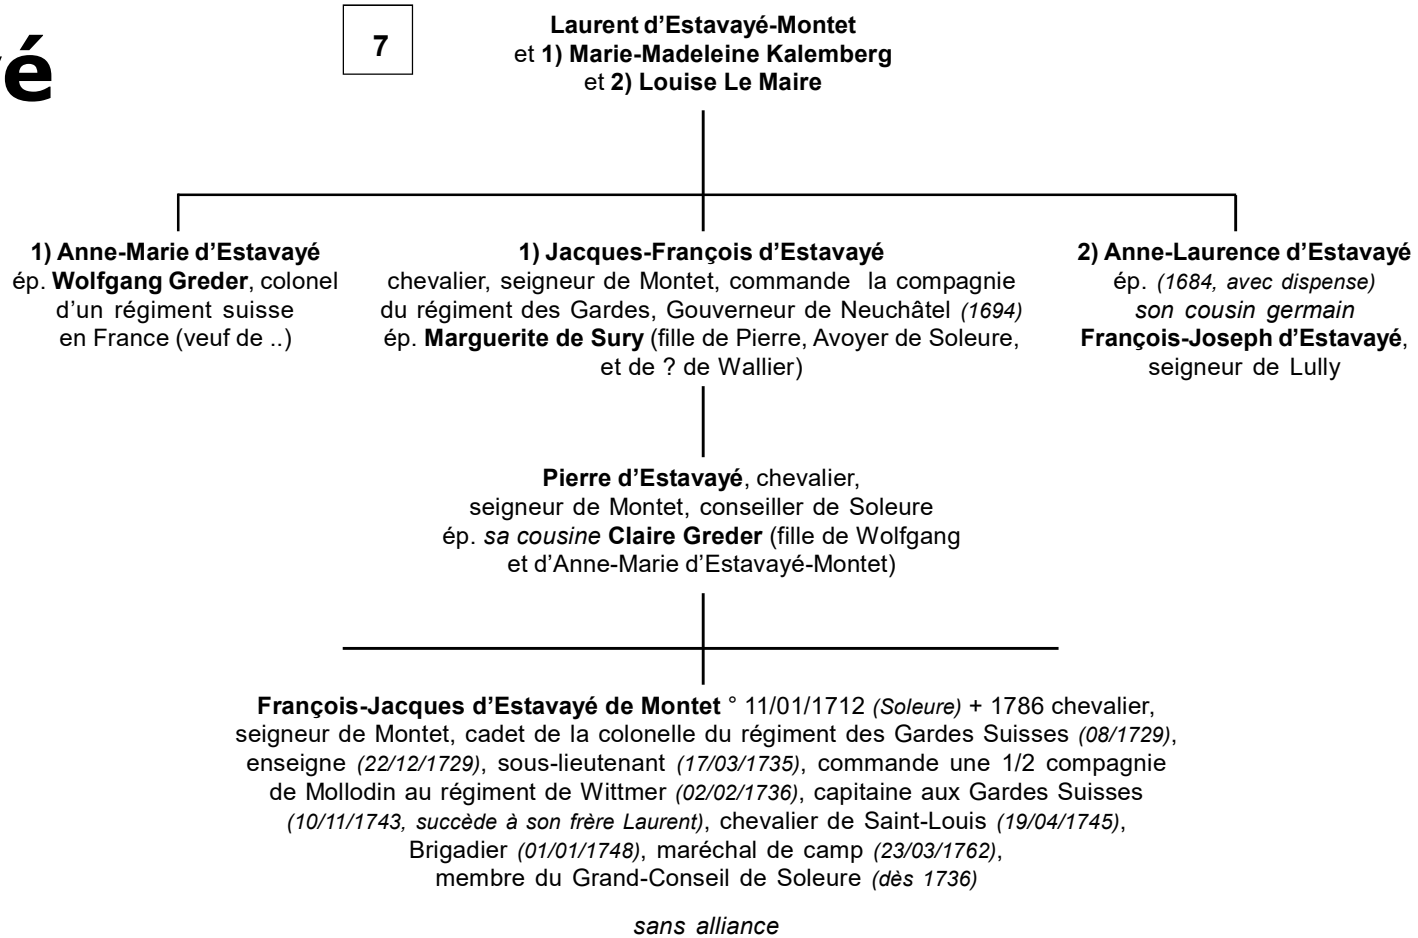 é
7
Laurent d’Estavayé-Montet
et 1) Marie-Madeleine Kalemberg
et 2) Louise Le Maire
1) Anne-Marie d’Estavayé
ép. Wolfgang Greder, colonel
d’un régiment suisse
en France (veuf de ..)
1) Jacques-François d’Estavayé
chevalier, seigneur de Montet, commande la compagnie
du régiment des Gardes, Gouverneur de Neuchâtel (1694)
ép. Marguerite de Sury (fille de Pierre, Avoyer de Soleure,
et de ? de Wallier)
2) Anne-Laurence d’Estavayé
ép. (1684, avec dispense)
son cousin germain
François-Joseph d’Estavayé,
seigneur de Lully
Pierre d’Estavayé, chevalier,
seigneur de Montet, conseiller de Soleure
ép. sa cousine Claire Greder (fille de Wolfgang
et d’Anne-Marie d’Estavayé-Montet)
François-Jacques d’Estavayé de Montet ° 11/01/1712 (Soleure) + 1786 chevalier,
seigneur de Montet, cadet de la colonelle du régiment des Gardes Suisses (08/1729),
enseigne (22/12/1729), sous-lieutenant (17/03/1735), commande une 1/2 compagnie
de Mollodin au régiment de Wittmer (02/02/1736), capitaine aux Gardes Suisses
(10/11/1743, succède à son frère Laurent), chevalier de Saint-Louis (19/04/1745),
Brigadier (01/01/1748), maréchal de camp (23/03/1762),
membre du Grand-Conseil de Soleure (dès 1736)
sans alliance